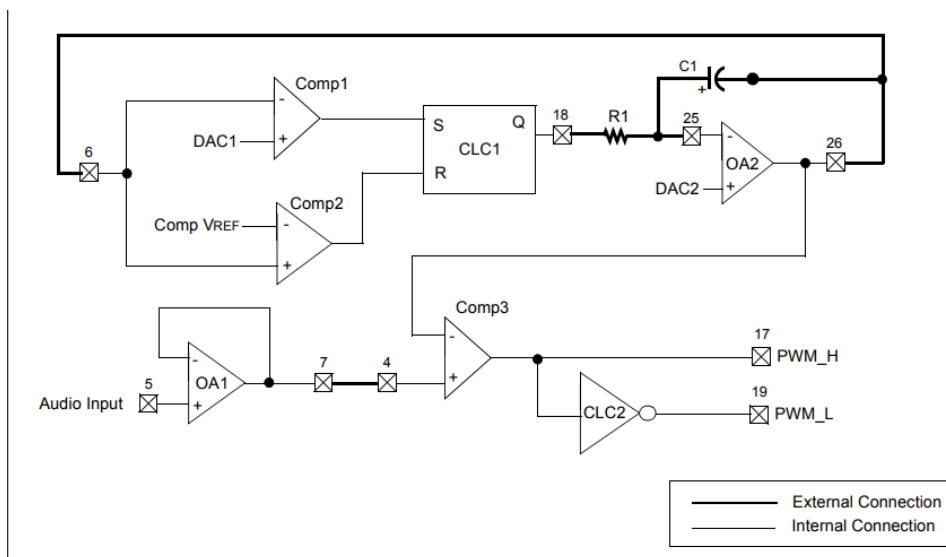 C1
+
Comp1
-
DAC1
+
S
Q
CLC1
R
18
R1
25
-
OA2
DAC2
+
26
6
Comp2
Comp VREF
-
+
Comp3
-
+
17
PWM_H
7
4
-
OA1
5
Audio Input
+
CLC2
19
PWM_L
External Connection
Internal Connection